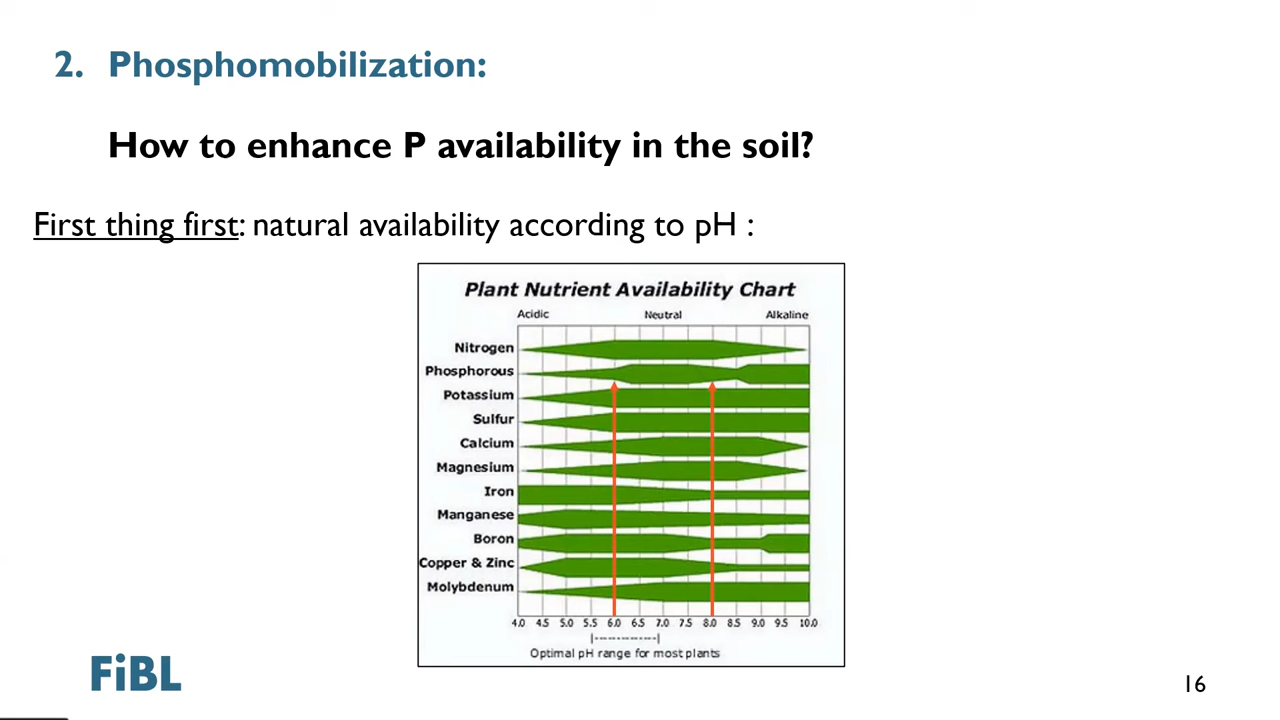 2. Phosphomobilization:
How to enhance P availability in the soil?
First thing first: natural availability according to pH :
Plant Nutrient Availability Chart
Acidic Neutral Alkaline
Nitrogen
Phosphorous
Potassium
Sulfur
Calcium
Magnesium
Iron
Manganese
Boron
Copper & Zinc
Molybdenum
4.0 4.5 5.0 5.5 6.0 6.5 7.0 7.5 8.0 8.5 9.0 9.5 10.0
|--------------|
Optimal pH range for most plants
FiBL
16